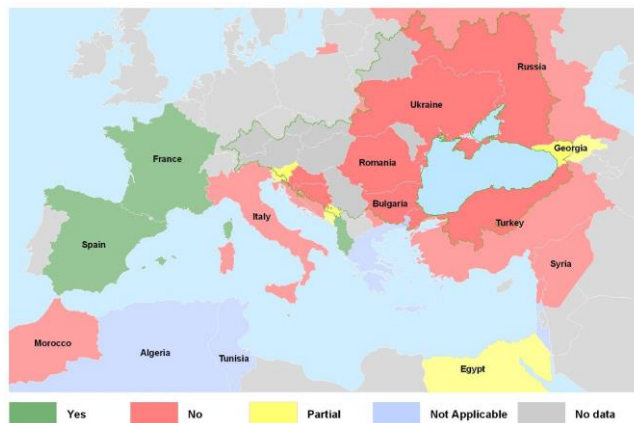 Russia
Ukraine
Georgia
France
Romania
Bulgaria
Italy
Turkey
Spain
Syria
Morocco
Algeria
Tunisia
Egypt
Yes
No
Partial
Not Applicable
No data